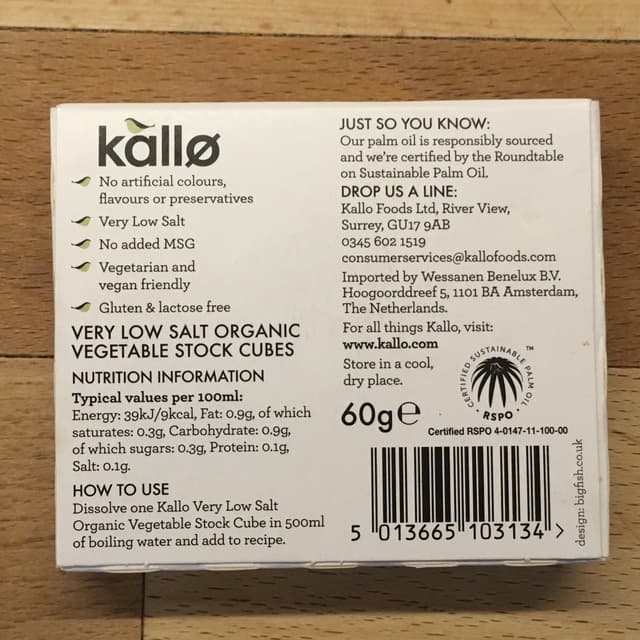 kallø
No artificial colours,
flavours or preservatives
Very Low Salt
No added MSG
Vegetarian and
vegan friendly
Gluten & lactose free
VERY LOW SALT ORGANIC
VEGETABLE STOCK CUBES
NUTRITION INFORMATION
Typical values per 100ml:
Energy: 39kJ/9kcal, Fat: 0.9g, of which
saturates: 0.3g, Carbohydrate: 0.9g,
of which sugars: 0.3g, Protein: 0.1g,
Salt: 0.1g.
HOW TO USE
Dissolve one Kallo Very Low Salt
Organic Vegetable Stock Cube in 500ml
of boiling water and add to recipe.
JUST SO YOU KNOW:
Our palm oil is responsibly sourced
and we're certified by the Roundtable
on Sustainable Palm Oil.
DROP US A LINE:
Kallo Foods Ltd, River View,
Surrey, GU17 9AB
0345 602 1519
consumerservices@kallofoods.com
Imported by Wessanen Benelux B.V.
Hoogoorddreef 5, 1101 BA Amsterdam,
The Netherlands.
For all things Kallo, visit:
www.kallo.com
Store in a cool,
dry place.
60g℮
CERTIFIED SUSTAINABLE PALM OIL ™
RSPO
Certified RSPO 4-0147-11-100-00
5 013665 103134 >
design: bigfish.co.uk